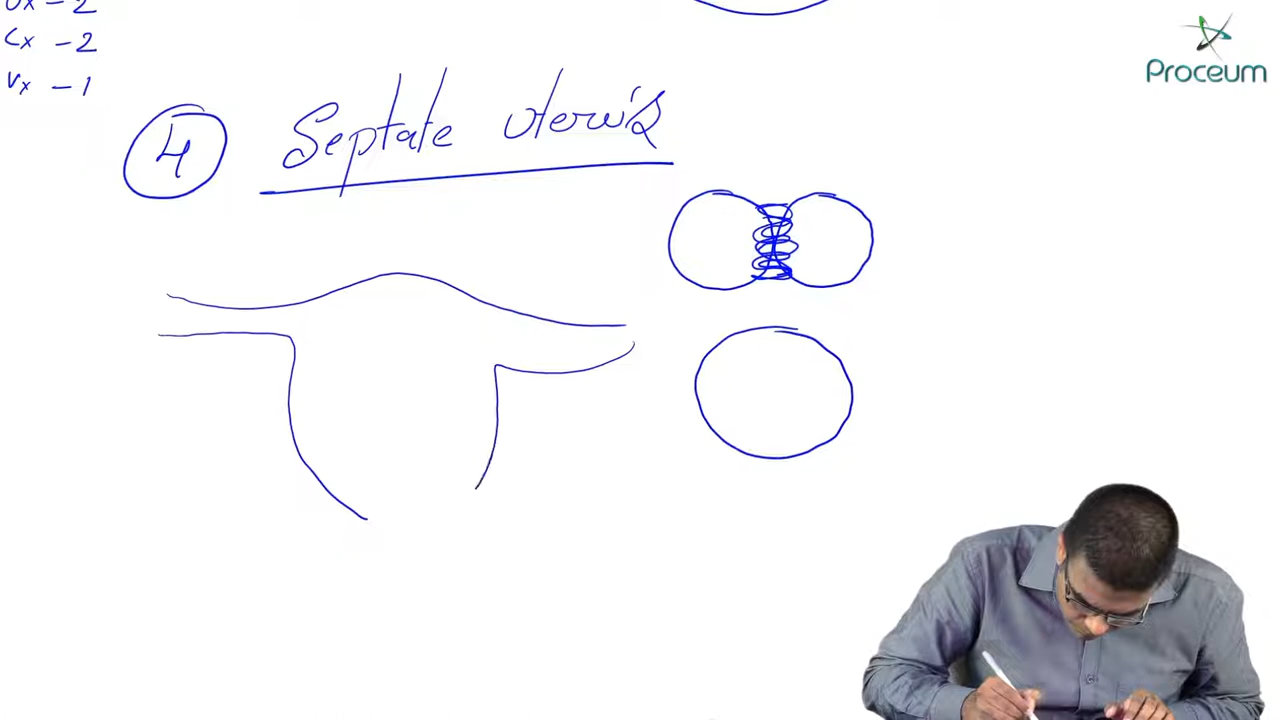 Cx - 2
Vx - 1
Proceum
4 Septate uterus